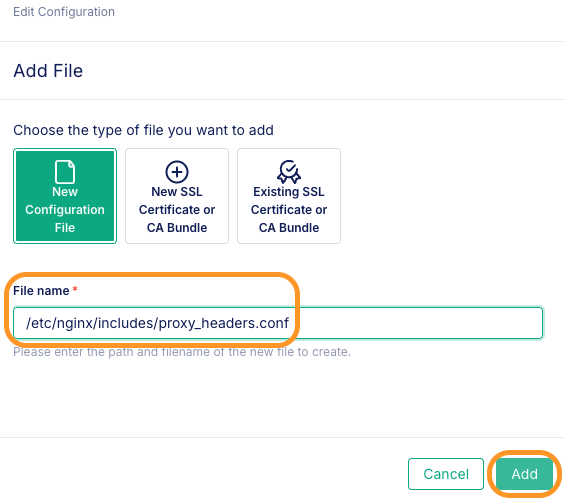 Edit Configuration
Add File
Choose the type of file you want to add
New
Configuration
File
New SSL
Certificate or
CA Bundle
Existing SSL
Certificate or
CA Bundle
File name *
/etc/nginx/includes/proxy_headers.conf
Please enter the path and filename of the new file to create.
Cancel
Add